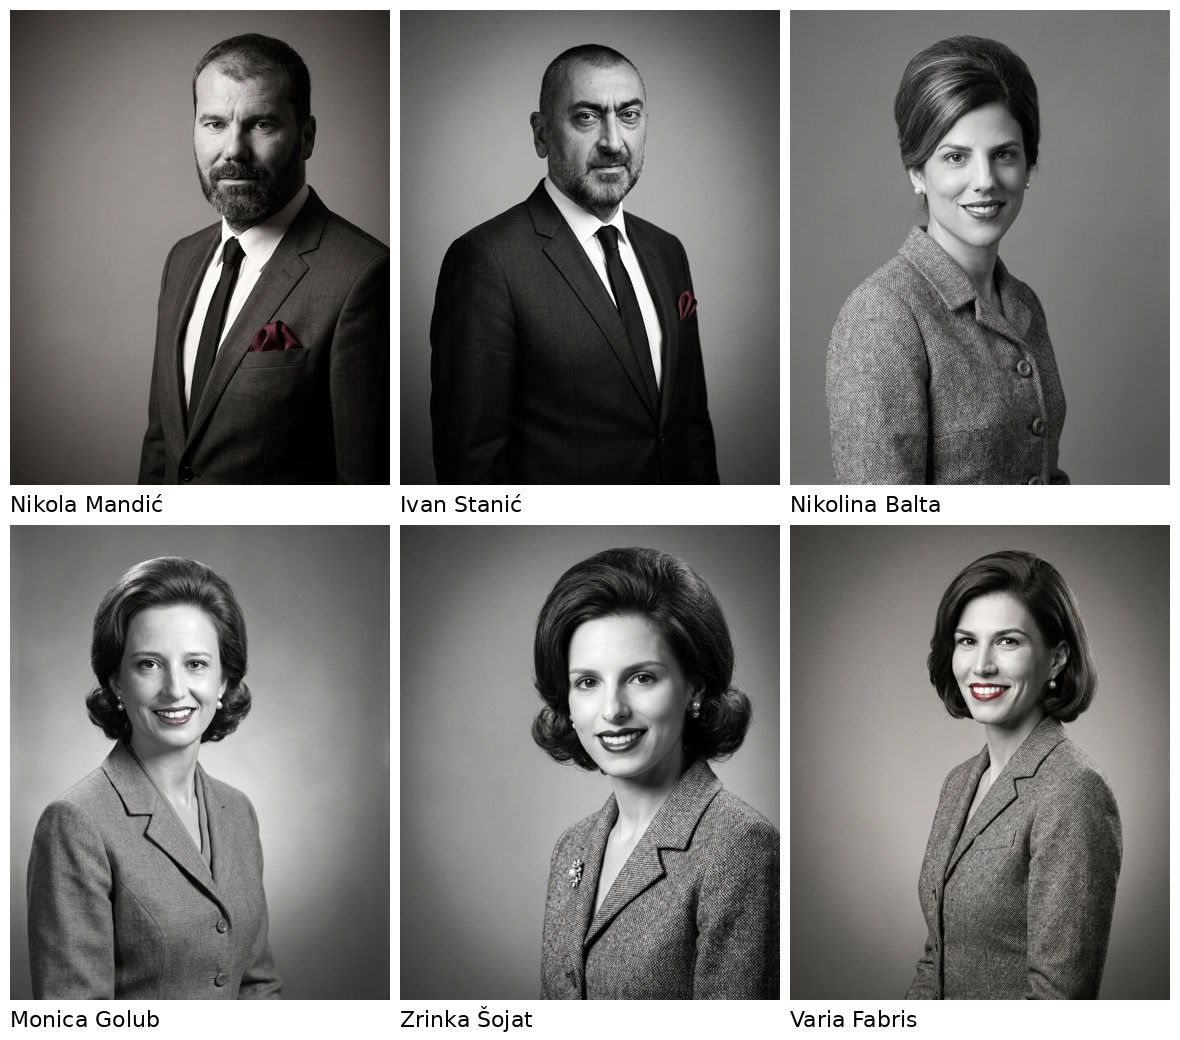 Nikola Mandić
Ivan Stanić
Nikolina Balta
Monica Golub
Zrinka Šojat
Varia Fabris